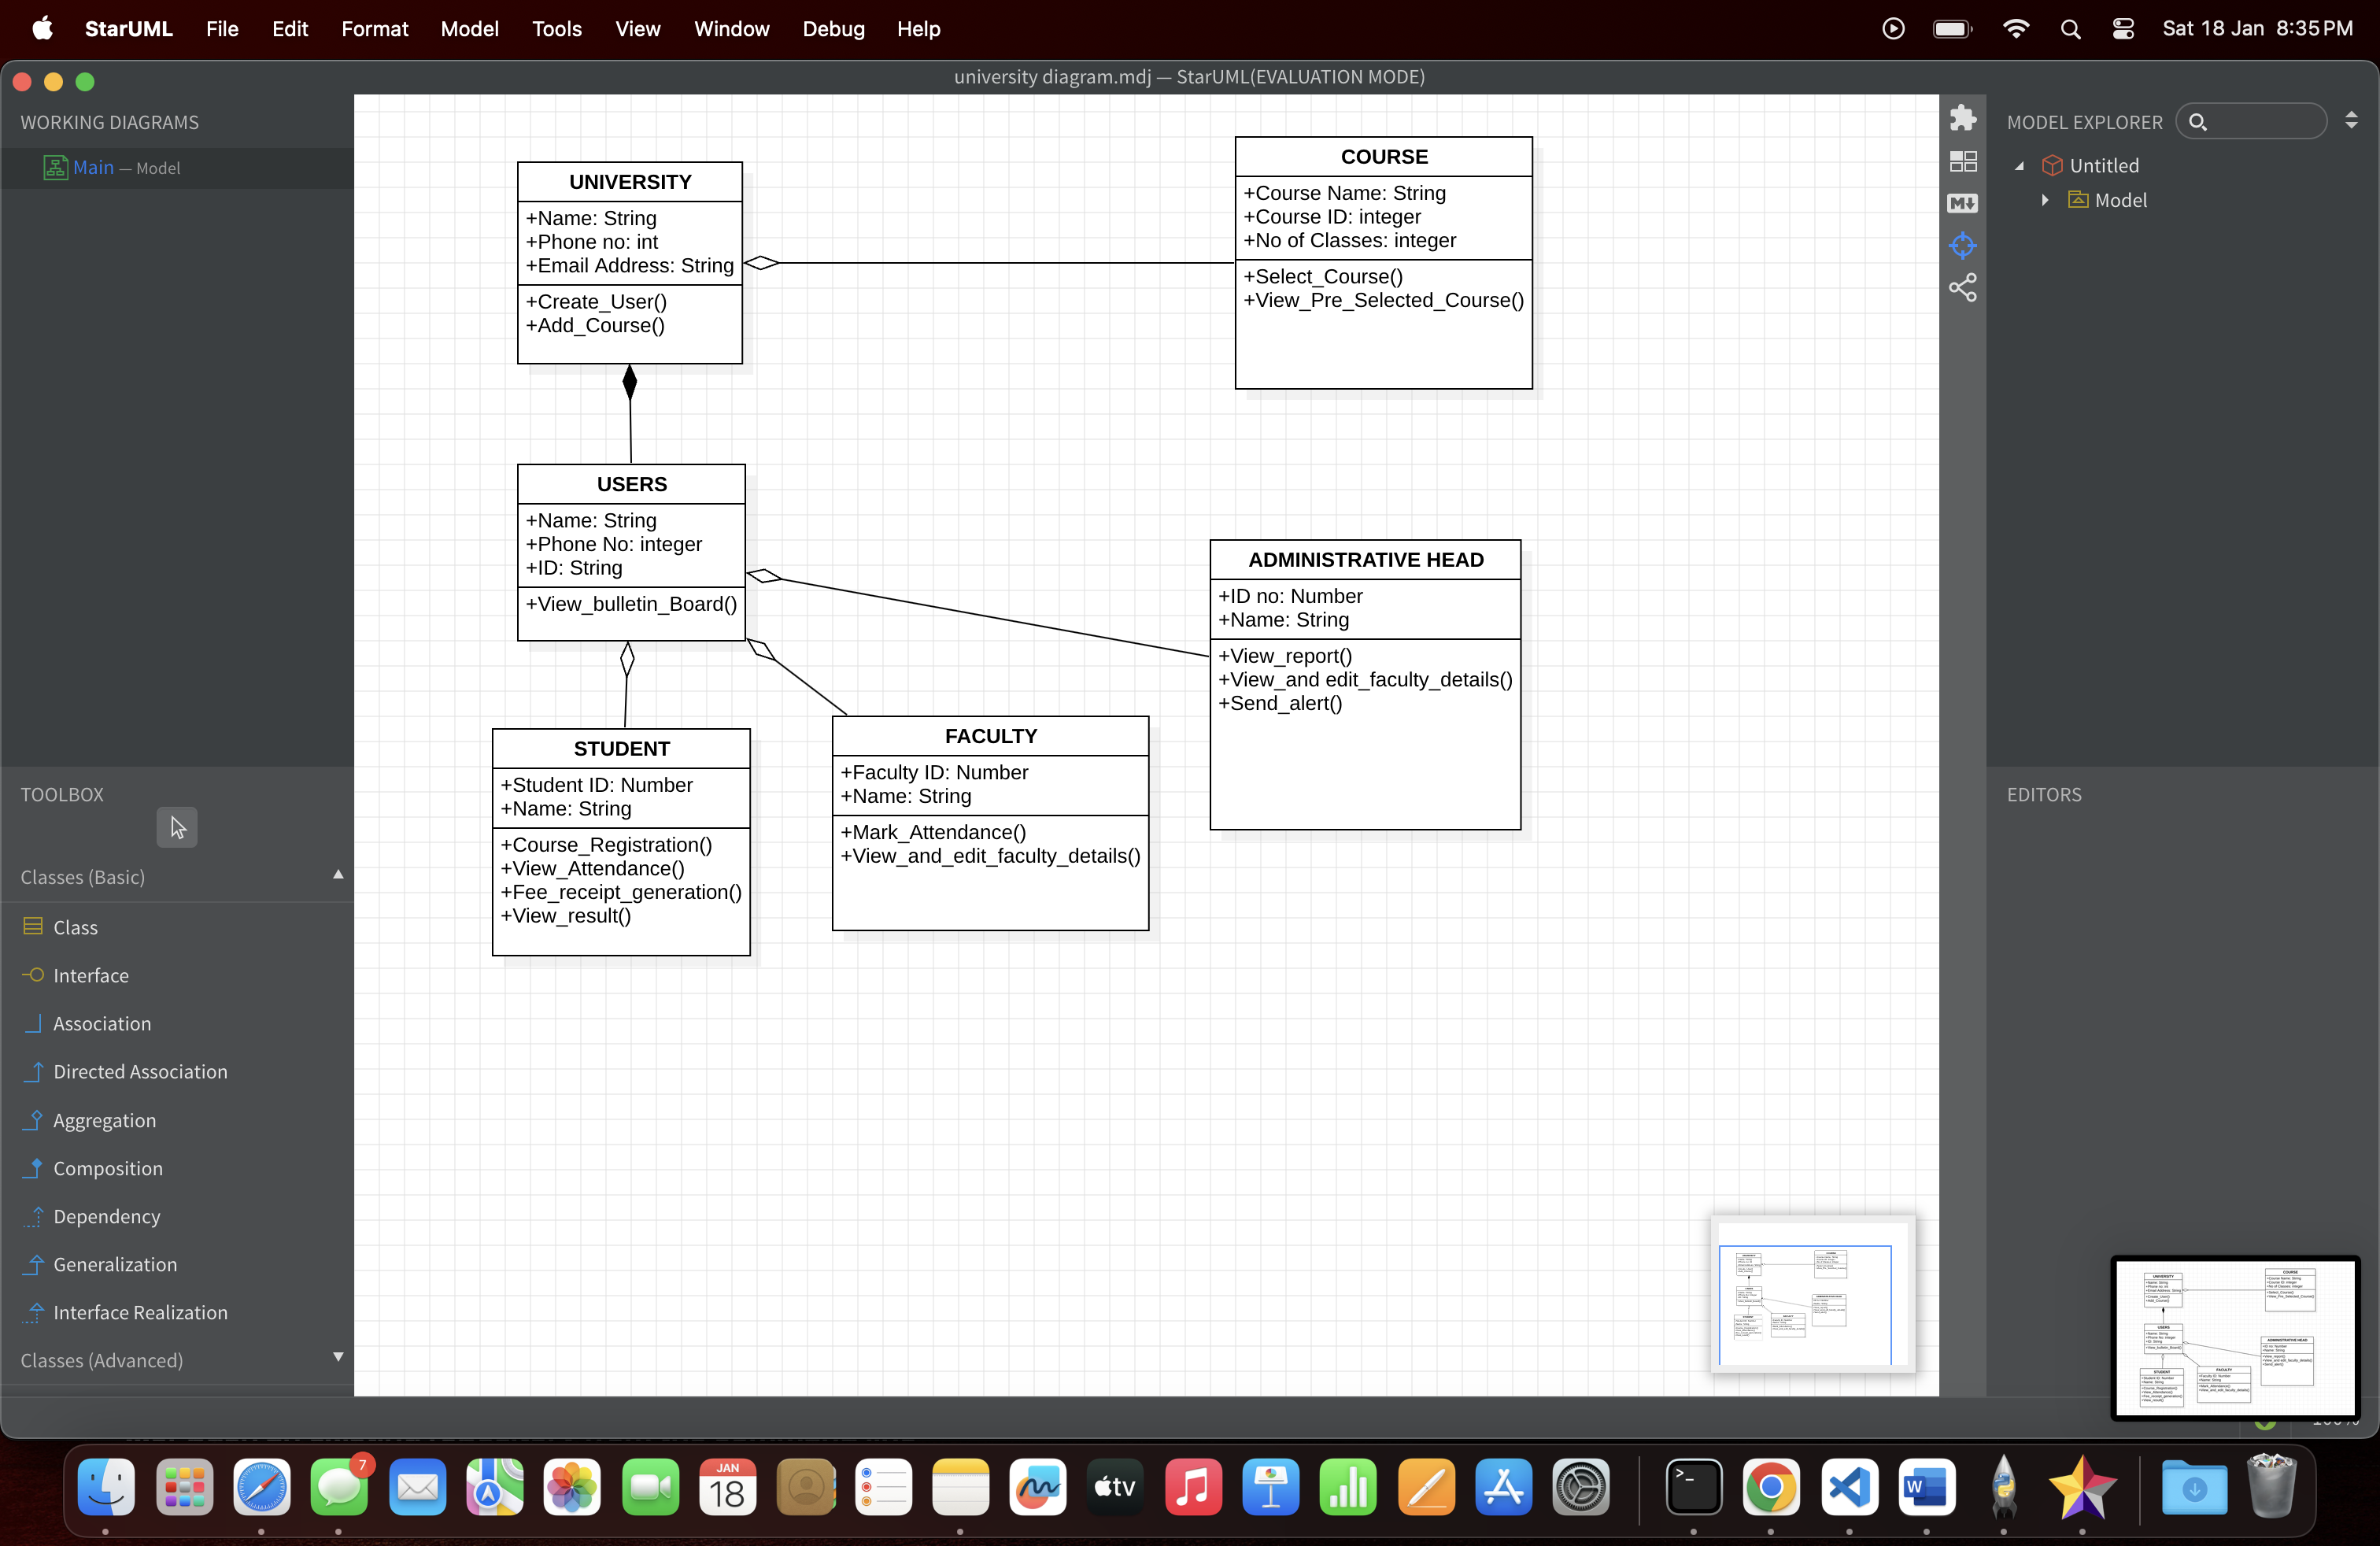 StarUML File Edit Format Model Tools View Window Debug Help Sat 18 Jan 8:35 PM
university diagram.mdj — StarUML(EVALUATION MODE)
WORKING DIAGRAMS
Main — Model
UNIVERSITY
+Name: String
+Phone no: int
+Email Address: String
+Create_User()
+Add_Course()
COURSE
+Course Name: String
+Course ID: integer
+No of Classes: integer
+Select_Course()
+View_Pre_Selected_Course()
USERS
+Name: String
+Phone No: integer
+ID: String
+View_bulletin_Board()
ADMINISTRATIVE HEAD
+ID no: Number
+Name: String
+View_report()
+View_and edit_faculty_details()
+Send_alert()
STUDENT
+Student ID: Number
+Name: String
+Course_Registration()
+View_Attendance()
+Fee_receipt_generation()
+View_result()
FACULTY
+Faculty ID: Number
+Name: String
+Mark_Attendance()
+View_and_edit_faculty_details()
MODEL EXPLORER
Untitled
Model
EDITORS
TOOLBOX
Classes (Basic)
Class
Interface
Association
Directed Association
Aggregation
Composition
Dependency
Generalization
Interface Realization
Classes (Advanced)
7
JAN
18
tv
W